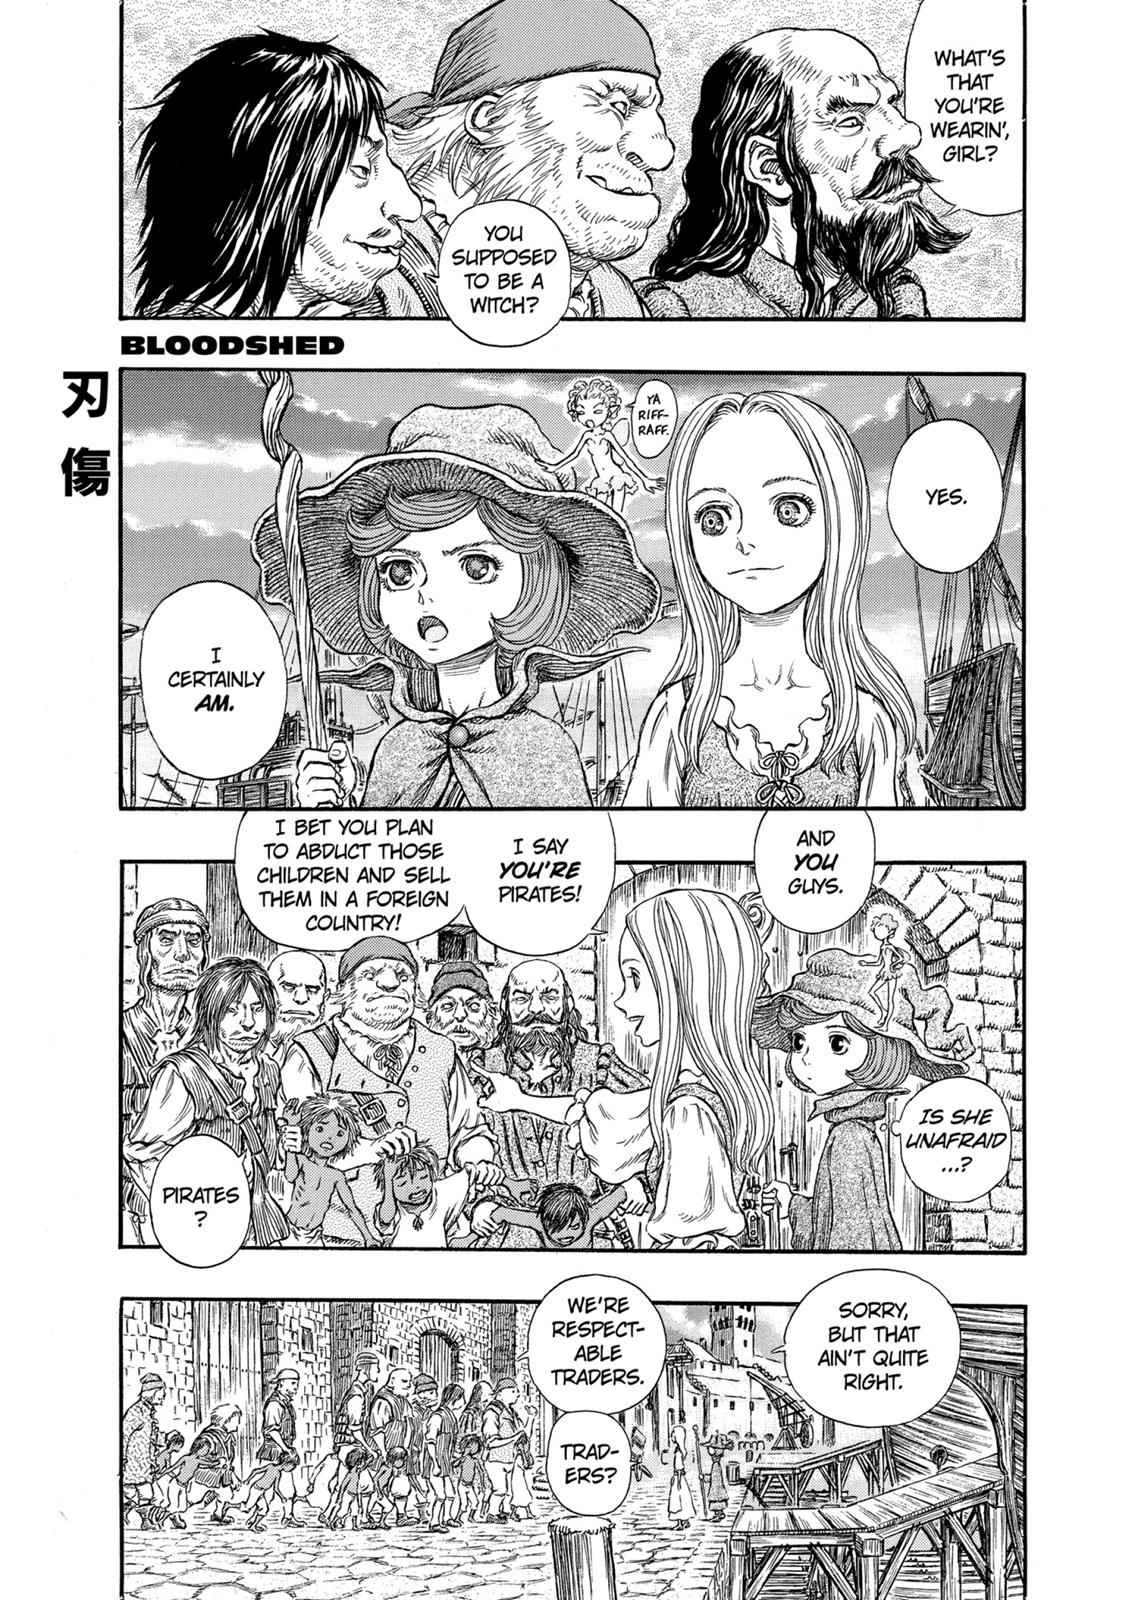 WHAT'S
THAT
YOU'RE
WEARIN',
GIRL?
YOU
SUPPOSED
TO BE A
WITCH?
BLOODSHED
刃傷
YES.
YA
RIFF-
RAFF.
I
CERTAINLY
AM.
AND
YOU
GUYS.
I SAY
YOU'RE
PIRATES!
I BET YOU PLAN
TO ABDUCT THOSE
CHILDREN AND SELL
THEM IN A FOREIGN
COUNTRY!
IS SHE
UNAFRAID
...?
PIRATES
?
SORRY,
BUT THAT
AIN'T QUITE
RIGHT.
WE'RE
RESPECT-
ABLE
TRADERS.
TRAD-
ERS?